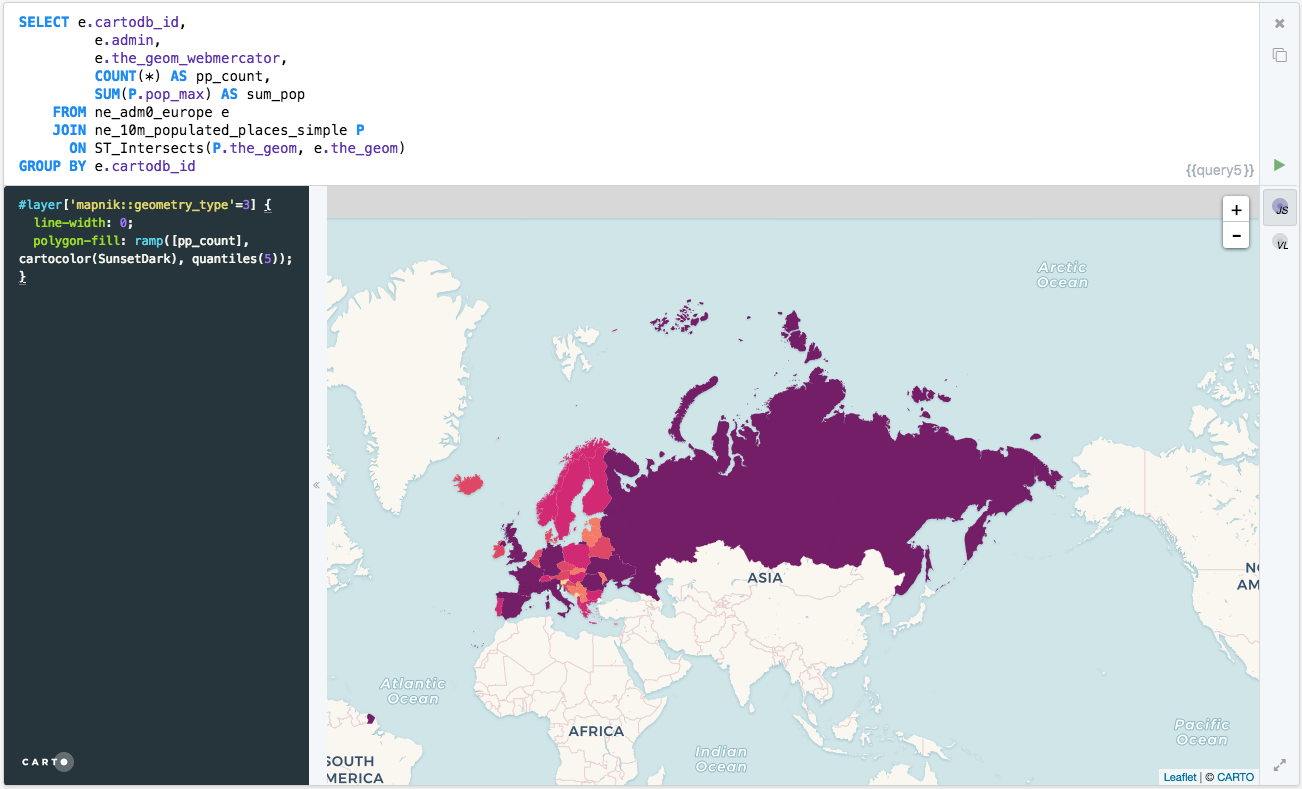 SELECT e.cartodb_id,
e.admin,
e.the_geom_webmercator,
COUNT(*) AS pp_count,
SUM(P.pop_max) AS sum_pop
FROM ne_adm0_europe e
JOIN ne_10m_populated_places_simple P
ON ST_Intersects(P.the_geom, e.the_geom)
GROUP BY e.cartodb_id
{{query5}}
#layer['mapnik::geometry_type'=3] {
line-width: 0;
polygon-fill: ramp([pp_count],
cartocolor(SunsetDark), quantiles(5));
}
CARTO
«
+
−
JS
VL
Arctic
Ocean
ASIA
NO
AM
Atlantic
Ocean
AFRICA
Indian
Ocean
Pacific
Ocean
SOUTH
MERICA
Leaflet | © CARTO